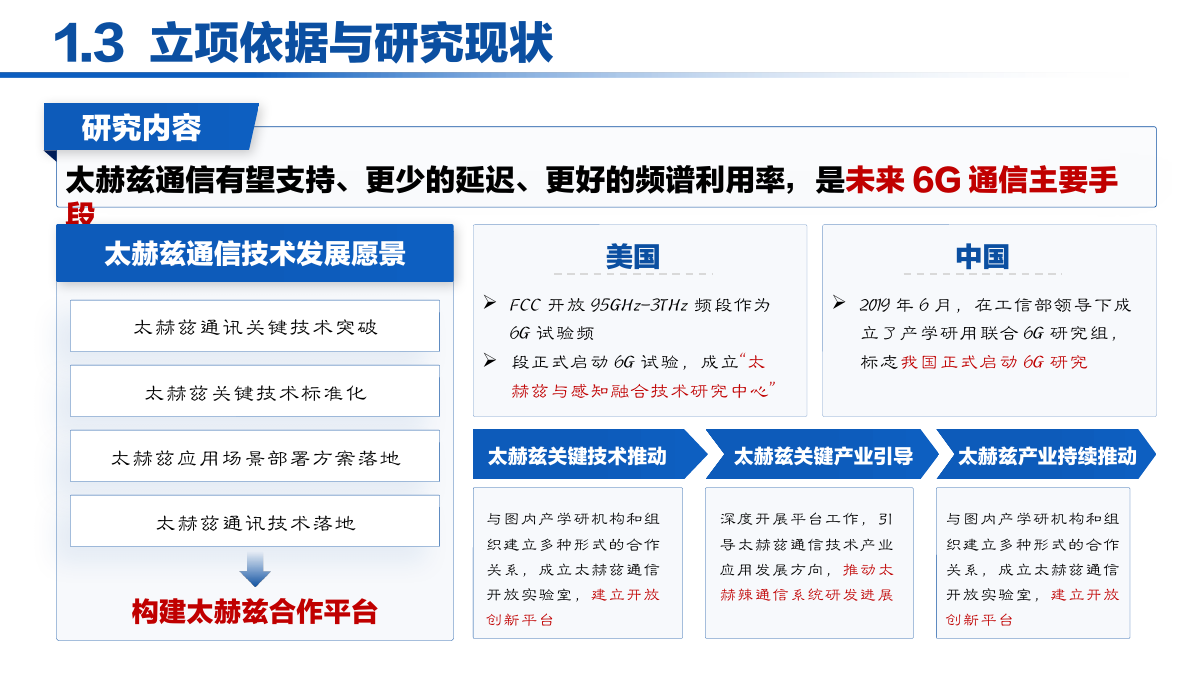 1.3 立项依据与研究现状
研究内容
太赫兹通信有望支持、更少的延迟、更好的频谱利用率，是未来 6G 通信主要手
段
太赫兹通信技术发展愿景
太赫兹通讯关键技术突破
太赫兹关键技术标准化
太赫兹应用场景部署方案落地
太赫兹通讯技术落地
构建太赫兹合作平台
美国
FCC 开放 95GHz-3THz 频段作为
6G 试验频
段正式启动 6G 试验，成立“太
赫兹与感知融合技术研究中心”
中国
2019 年 6 月，在工信部领导下成
立了产学研用联合 6G 研究组，
标志我国正式启动 6G 研究
太赫兹关键技术推动
太赫兹关键产业引导
太赫兹产业持续推动
与图内产学研机构和组
织建立多种形式的合作
关系，成立太赫兹通信
开放实验室，建立开放
创新平台
深度开展平台工作，引
导太赫兹通信技术产业
应用发展方向，推动太
赫辣通信系统研发进展
与图内产学研机构和组
织建立多种形式的合作
关系，成立太赫兹通信
开放实验室，建立开放
创新平台